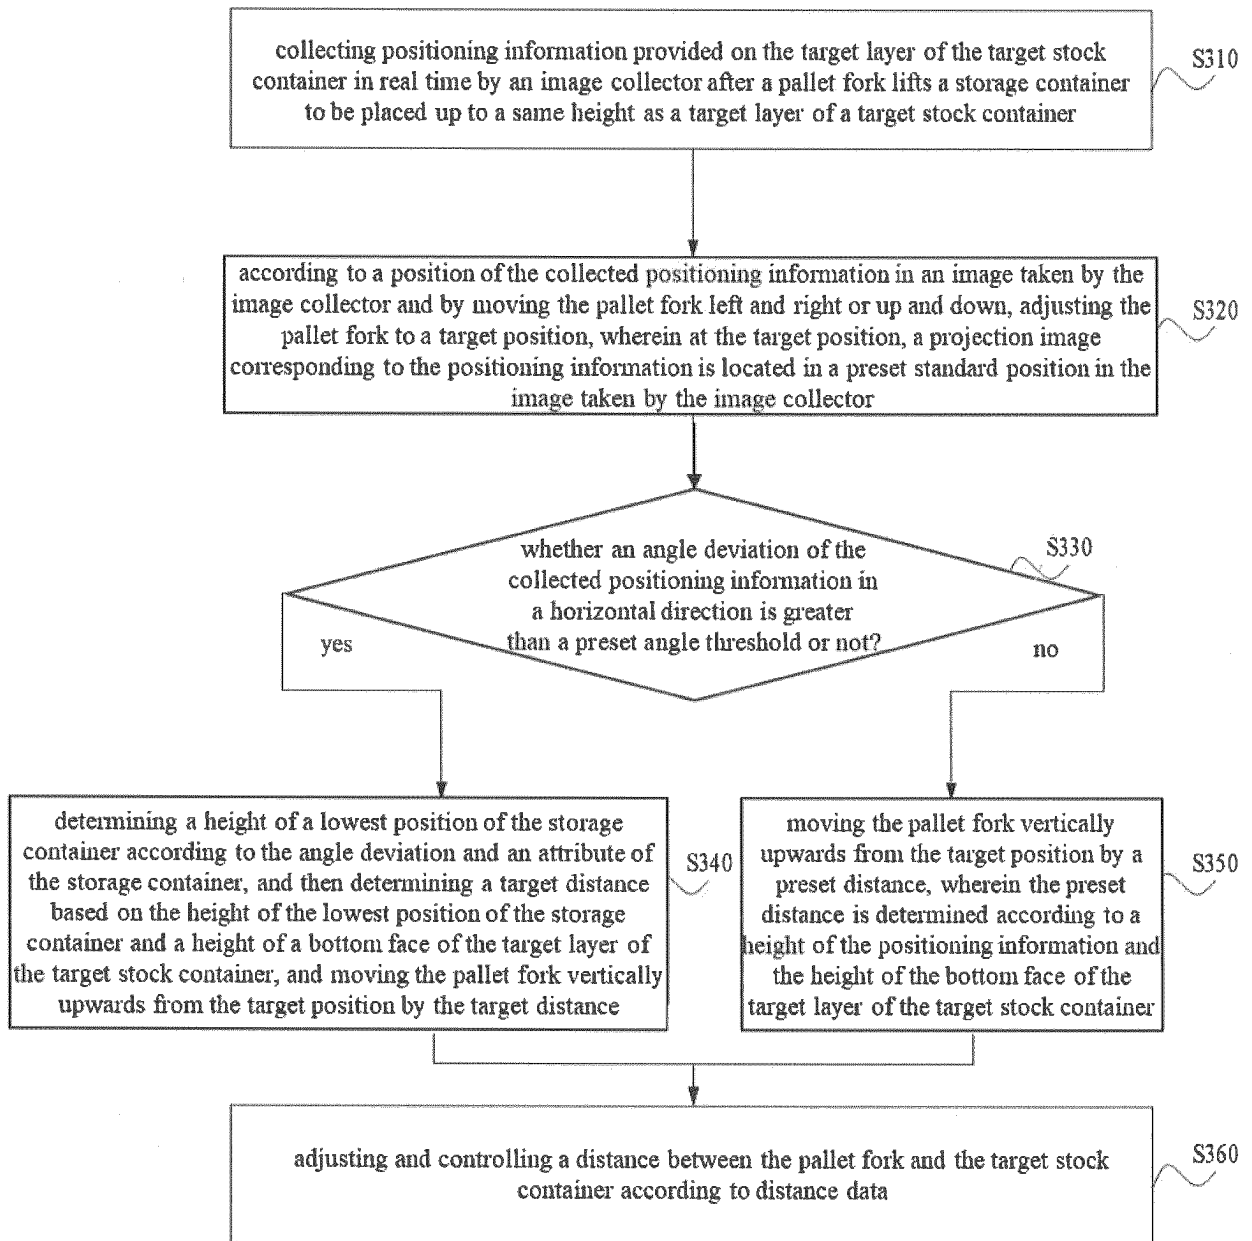 collecting positioning information provided on the target layer of the target stock
container in real time by an image collector after a pallet fork lifts a storage container
to be placed up to a same height as a target layer of a target stock container
S310
according to a position of the collected positioning information in an image taken by the
image collector and by moving the pallet fork left and right or up and down, adjusting the
pallet fork to a target position, wherein at the target position, a projection image
corresponding to the positioning information is located in a preset standard position in the
image taken by the image collector
S320
whether an angle deviation of the
collected positioning information in
a horizontal direction is greater
than a preset angle threshold or not?
S330
yes
no
determining a height of a lowest position of the storage
container according to the angle deviation and an attribute of
the storage container, and then determining a target distance
based on the height of the lowest position of the storage
container and a height of a bottom face of the target layer of
the target stock container, and moving the pallet fork vertically
upwards from the target position by the target distance
S340
moving the pallet fork vertically
upwards from the target position by a
preset distance, wherein the preset
distance is determined according to a
height of the positioning information and
the height of the bottom face of the
target layer of the target stock container
S350
adjusting and controlling a distance between the pallet fork and the target stock
container according to distance data
S360